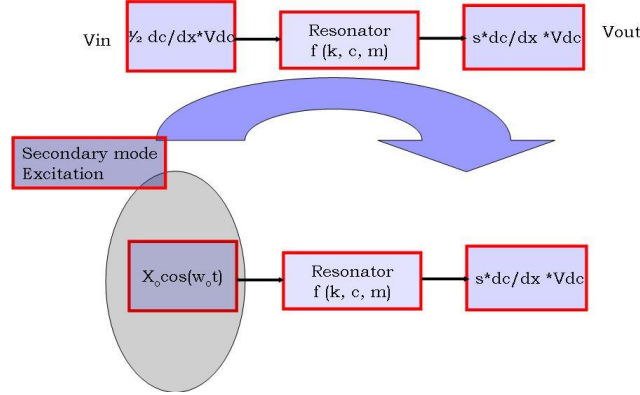 Vin
½ dc/dx*Vdc
Resonator
f (k, c, m)
s*dc/dx *Vdc
Vout
Secondary mode
Excitation
Xₒcos(wₒt)
Resonator
f (k, c, m)
s*dc/dx *Vdc